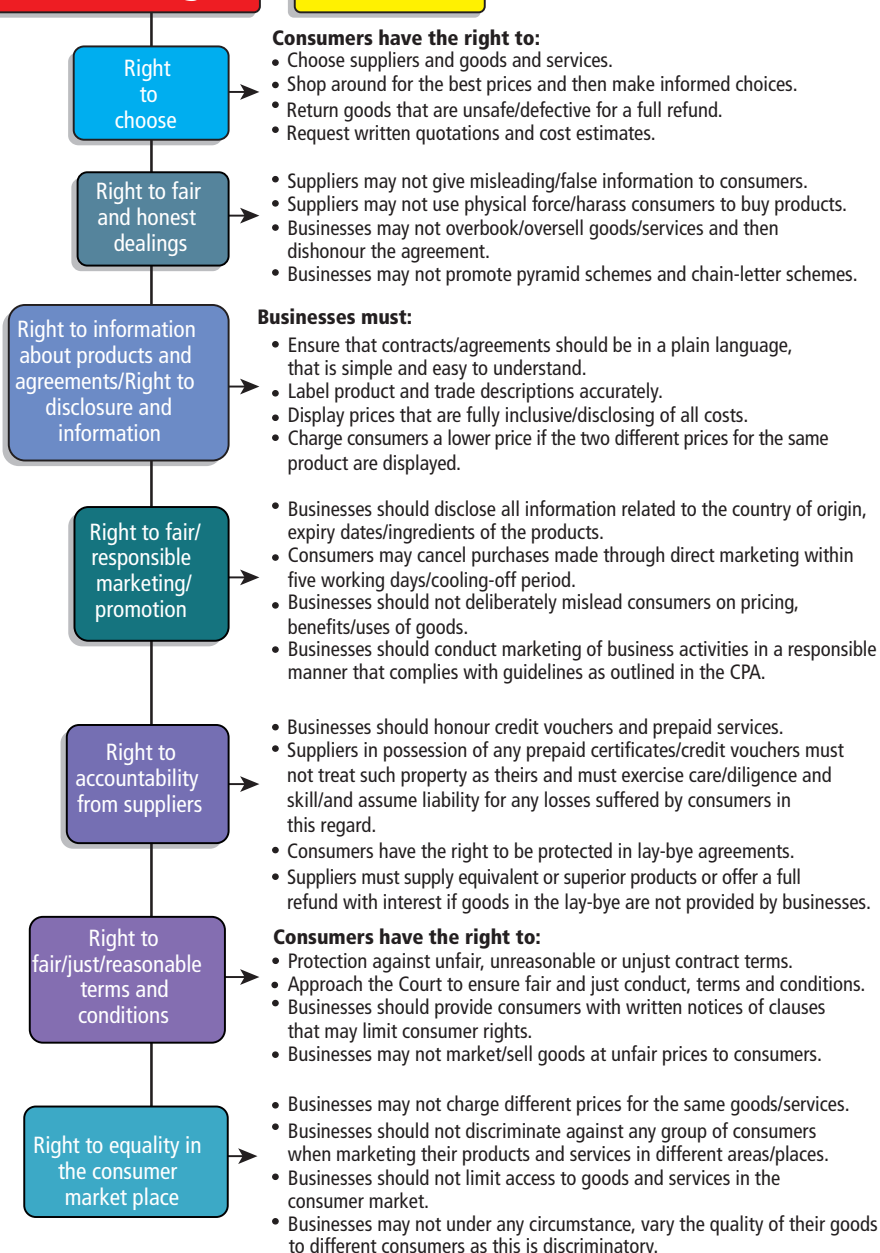 Right
to
choose
Consumers have the right to:
• Choose suppliers and goods and services.
• Shop around for the best prices and then make informed choices.
• Return goods that are unsafe/defective for a full refund.
• Request written quotations and cost estimates.
Right to fair
and honest
dealings
• Suppliers may not give misleading/false information to consumers.
• Suppliers may not use physical force/harass consumers to buy products.
• Businesses may not overbook/oversell goods/services and then
dishonour the agreement.
• Businesses may not promote pyramid schemes and chain-letter schemes.
Right to information
about products and
agreements/Right to
disclosure and
information
Businesses must:
• Ensure that contracts/agreements should be in a plain language,
that is simple and easy to understand.
• Label product and trade descriptions accurately.
• Display prices that are fully inclusive/disclosing of all costs.
• Charge consumers a lower price if the two different prices for the same
product are displayed.
Right to fair/
responsible
marketing/
promotion
• Businesses should disclose all information related to the country of origin,
expiry dates/ingredients of the products.
• Consumers may cancel purchases made through direct marketing within
five working days/cooling-off period.
• Businesses should not deliberately mislead consumers on pricing,
benefits/uses of goods.
• Businesses should conduct marketing of business activities in a responsible
manner that complies with guidelines as outlined in the CPA.
Right to
accountability
from suppliers
• Businesses should honour credit vouchers and prepaid services.
• Suppliers in possession of any prepaid certificates/credit vouchers must
not treat such property as theirs and must exercise care/diligence and
skill/and assume liability for any losses suffered by consumers in
this regard.
• Consumers have the right to be protected in lay-bye agreements.
• Suppliers must supply equivalent or superior products or offer a full
refund with interest if goods in the lay-bye are not provided by businesses.
Right to
fair/just/reasonable
terms and
conditions
Consumers have the right to:
• Protection against unfair, unreasonable or unjust contract terms.
• Approach the Court to ensure fair and just conduct, terms and conditions.
• Businesses should provide consumers with written notices of clauses
that may limit consumer rights.
• Businesses may not market/sell goods at unfair prices to consumers.
Right to equality in
the consumer
market place
• Businesses may not charge different prices for the same goods/services.
• Businesses should not discriminate against any group of consumers
when marketing their products and services in different areas/places.
• Businesses should not limit access to goods and services in the
consumer market.
• Businesses may not under any circumstance, vary the quality of their goods
to different consumers as this is discriminatory.